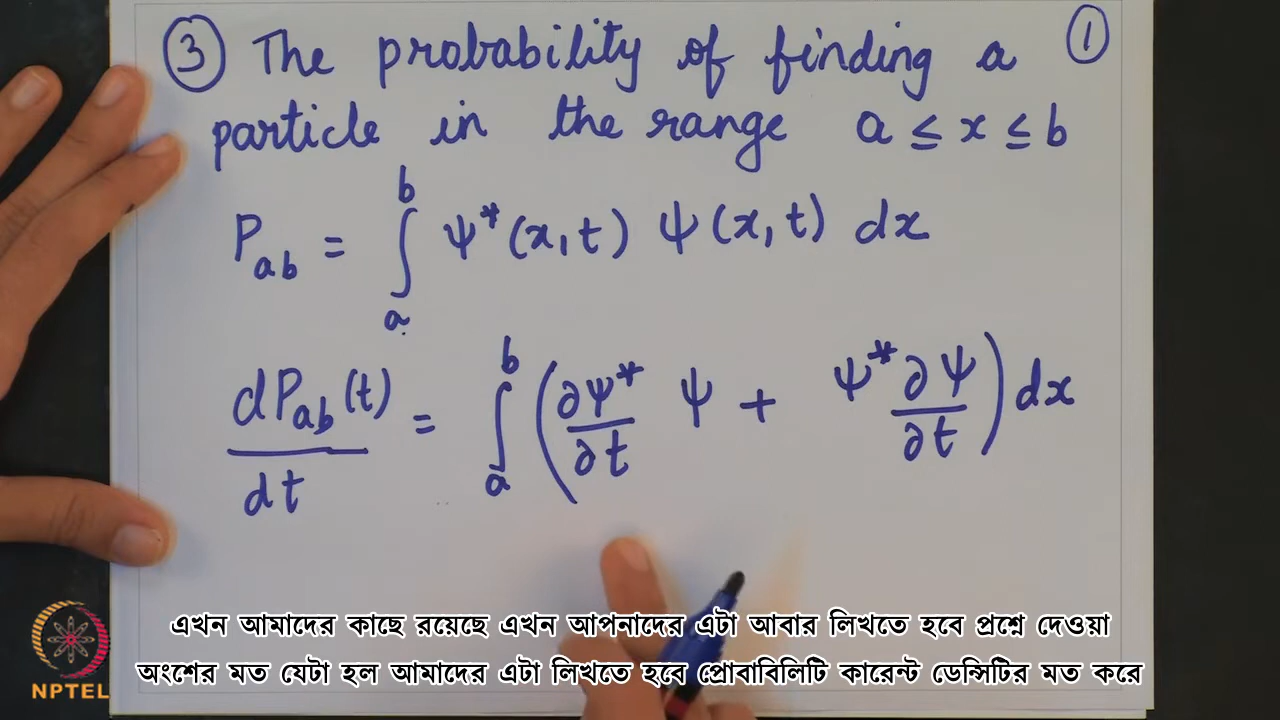 ③ The probability of finding a ①
particle in the range a ≤ x ≤ b
P_ab = ∫_a^b ψ*(x,t) ψ(x,t) dx
dP_ab(t)/dt = ∫_a^b (∂ψ*/∂t ψ + ψ* ∂ψ/∂t) dx
এখন আমাদের কাছে রয়েছে এখন আপনাদের এটা আবার লিখতে হবে প্রশ্নে দেওয়া
অংশের মত যেটা হল আমাদের এটা লিখতে হবে প্রোবাবিলিটি কারেন্ট ডেন্সিটির মত করে
NPTEL